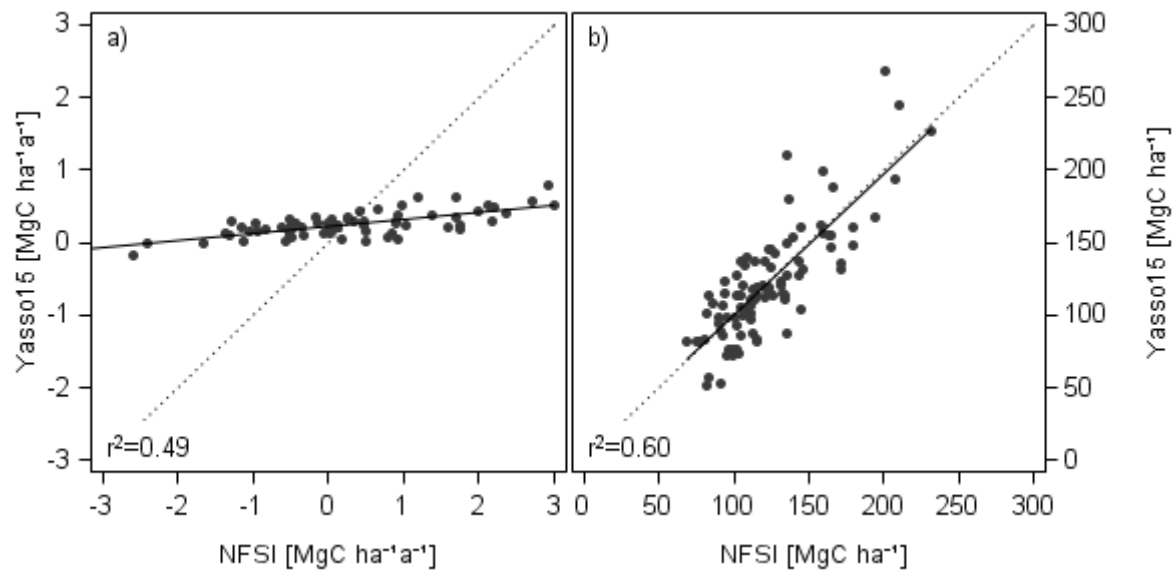 a)
b)
3
2
1
0
-1
-2
-3
Yasso15 [MgC ha⁻¹a⁻¹]
r²=0.49
r²=0.60
300
250
200
150
100
50
0
Yasso15 [MgC ha⁻¹]
-3 -2 -1 0 1 2 3
0 50 100 150 200 250 300
NFSI [MgC ha⁻¹a⁻¹]
NFSI [MgC ha⁻¹]